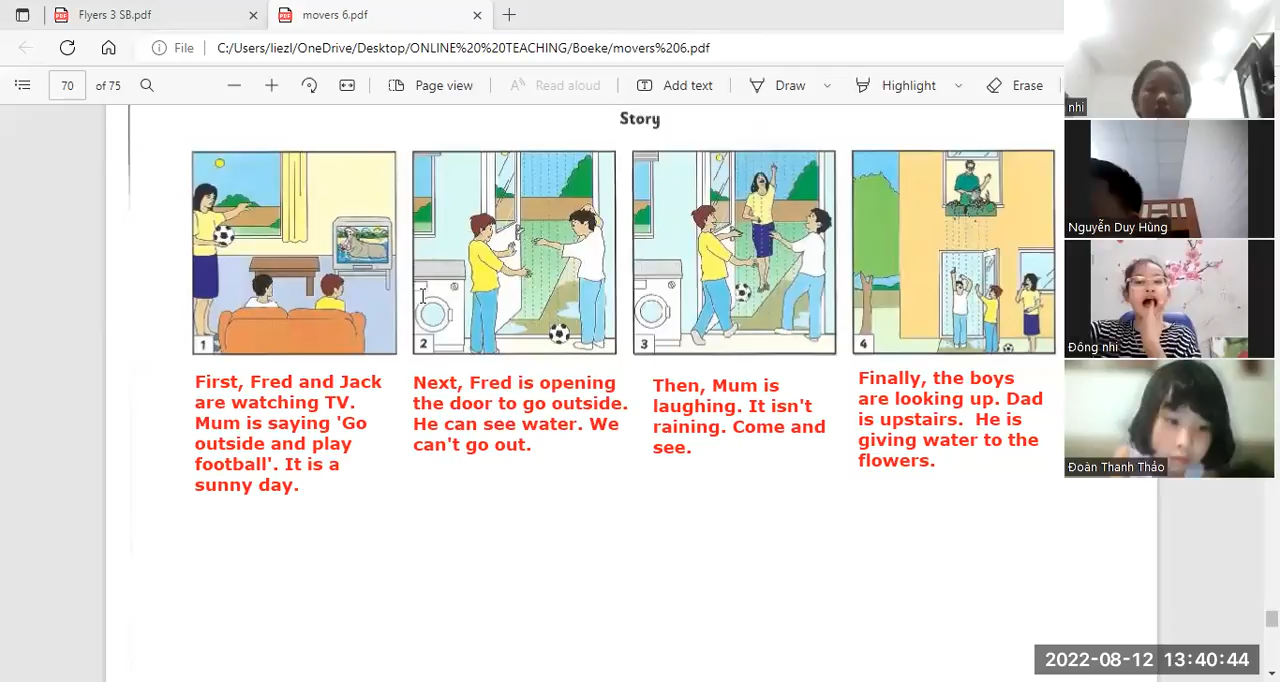 Flyers 3 SB.pdf
movers 6.pdf
File
C:/Users/liezl/OneDrive/Desktop/ONLINE%20%20TEACHING/Boeke/movers%206.pdf
70 of 75
Page view
Read aloud
Add text
Draw
Highlight
Erase
Story
1
2
3
4
First, Fred and Jack
are watching TV.
Mum is saying 'Go
outside and play
football'. It is a
sunny day.
Next, Fred is opening
the door to go outside.
He can see water. We
can't go out.
Then, Mum is
laughing. It isn't
raining. Come and
see.
Finally, the boys
are looking up. Dad
is upstairs.  He is
giving water to the
flowers.
nhi
Nguyễn Duy Hùng
Đông nhi
Đoàn Thanh Thảo
2022-08-12 13:40:44